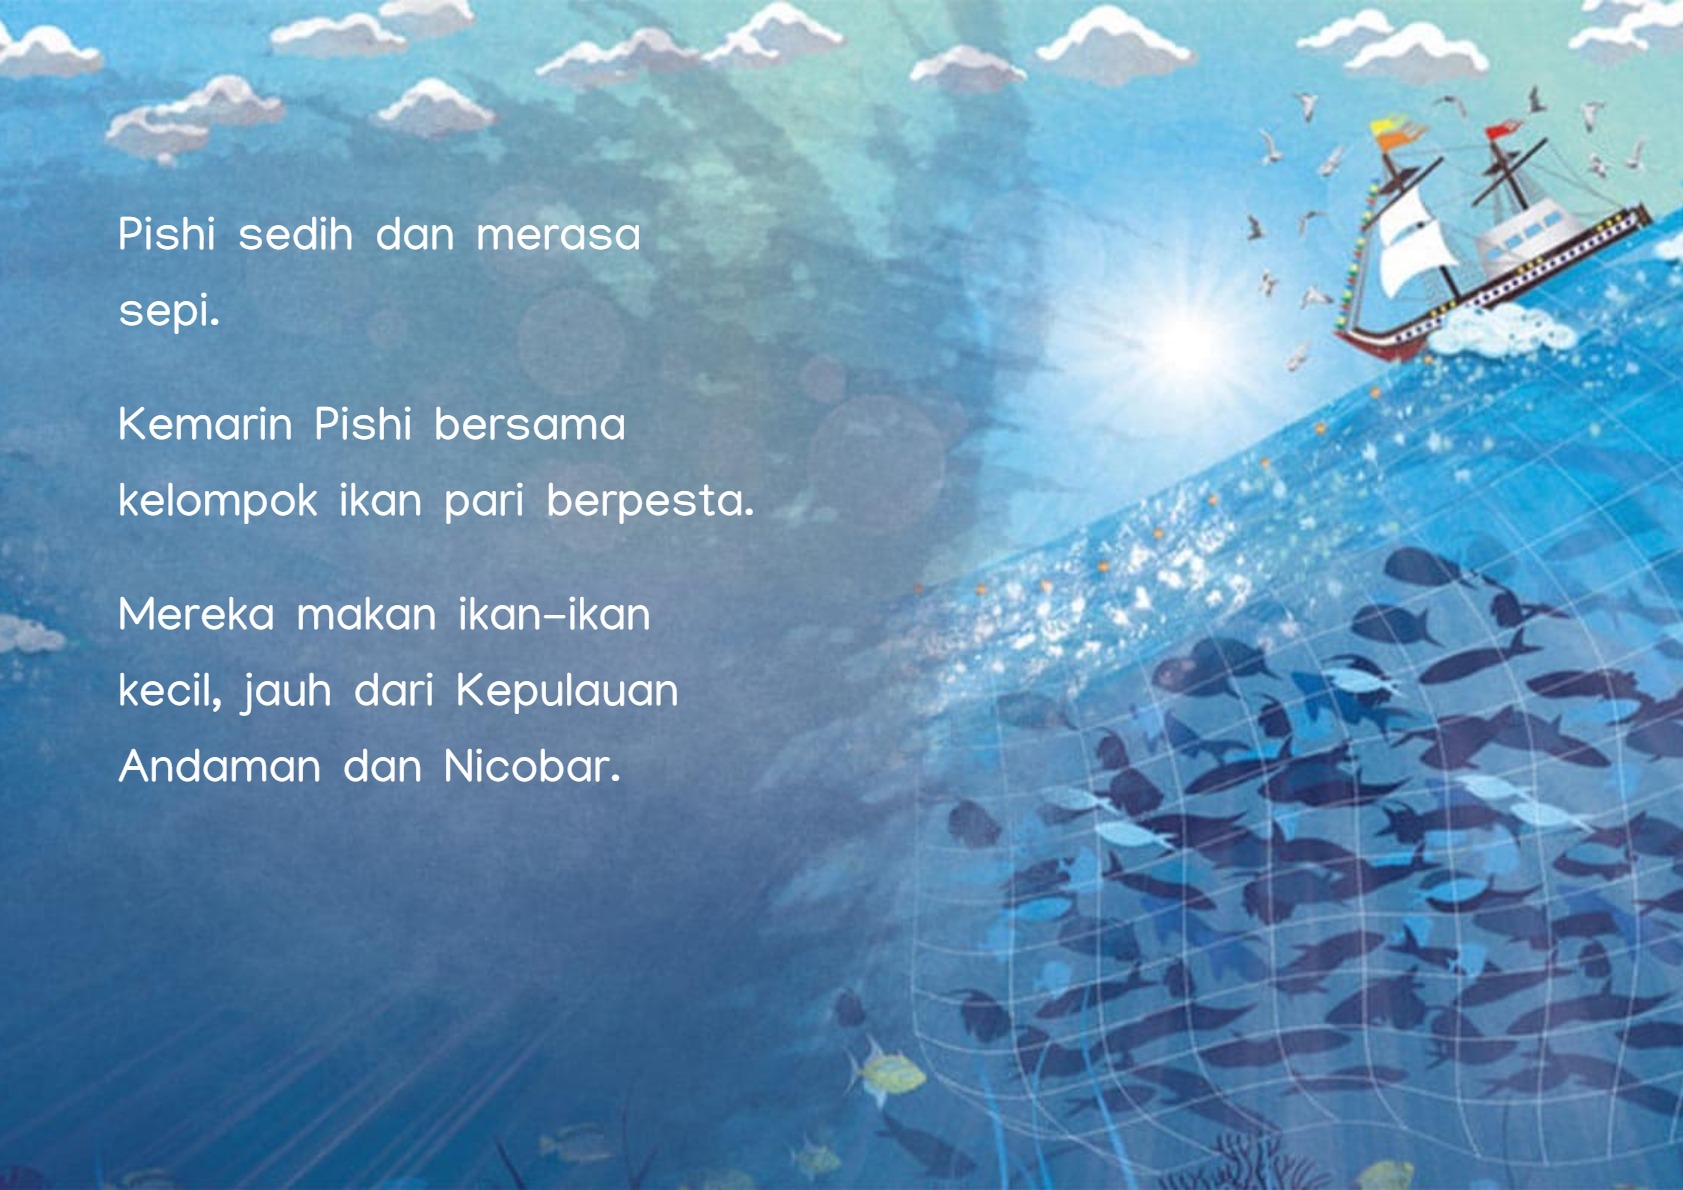 Pishi sedih dan merasa
sepi.
Kemarin Pishi bersama
kelompok ikan pari berpesta.
Mereka makan ikan-ikan
kecil, jauh dari Kepulauan
Andaman dan Nicobar.